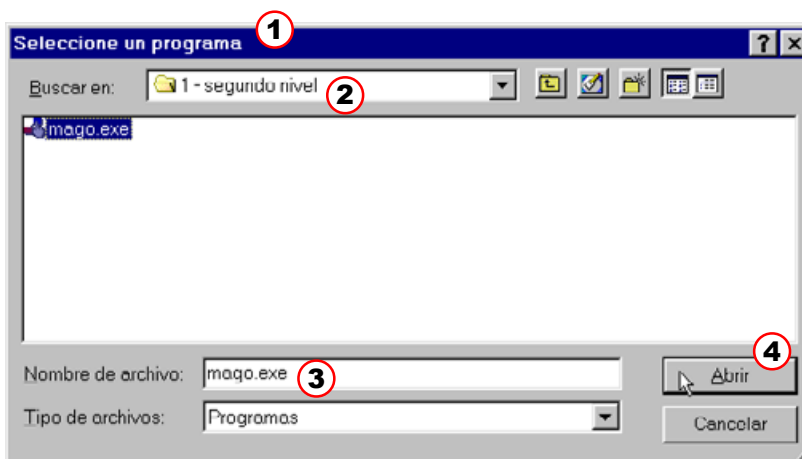 1
Seleccione un programa
Buscar en: 1 - segundo nivel
2
mago.exe
Nombre de archivo: mago.exe
3
4
Abrir
Tipo de archivos: Programas
Cancelar